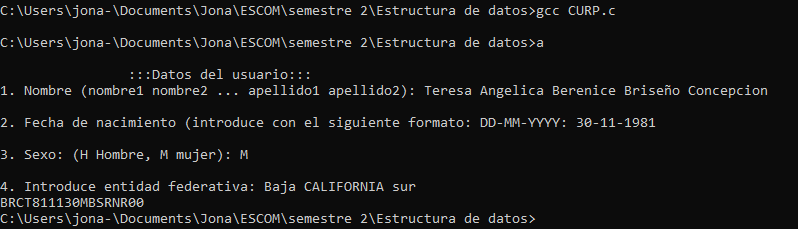 C:\Users\jona-\Documents\Jona\ESCOM\semestre 2\Estructura de datos>gcc CURP.c
C:\Users\jona-\Documents\Jona\ESCOM\semestre 2\Estructura de datos>a
:::Datos del usuario:::
1. Nombre (nombre1 nombre2 ... apellido1 apellido2): Teresa Angelica Berenice Briseño Concepcion
2. Fecha de nacimiento (introduce con el siguiente formato: DD-MM-YYYY: 30-11-1981
3. Sexo: (H Hombre, M mujer): M
4. Introduce entidad federativa: Baja CALIFORNIA sur
BRCT811130MBSRNR00
C:\Users\jona-\Documents\Jona\ESCOM\semestre 2\Estructura de datos>